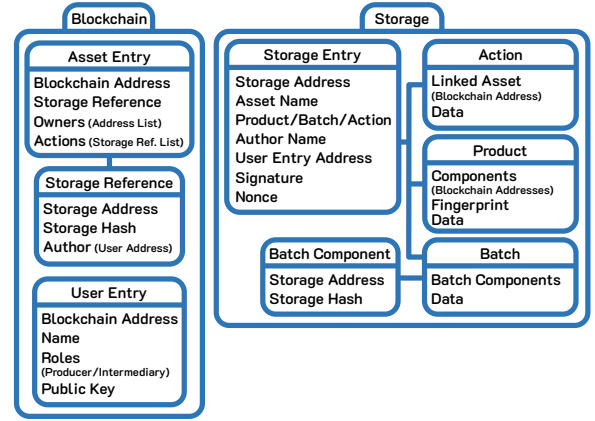 Blockchain
Asset Entry
Blockchain Address
Storage Reference
Owners (Address List)
Actions (Storage Ref. List)
Storage Reference
Storage Address
Storage Hash
Author (User Address)
User Entry
Blockchain Address
Name
Roles
(Producer/Intermediary)
Public Key
Storage
Storage Entry
Storage Address
Asset Name
Product/Batch/Action
Author Name
User Entry Address
Signature
Nonce
Action
Linked Asset
(Blockchain Address)
Data
Product
Components
(Blockchain Addresses)
Fingerprint
Data
Batch Component
Storage Address
Storage Hash
Batch
Batch Components
Data